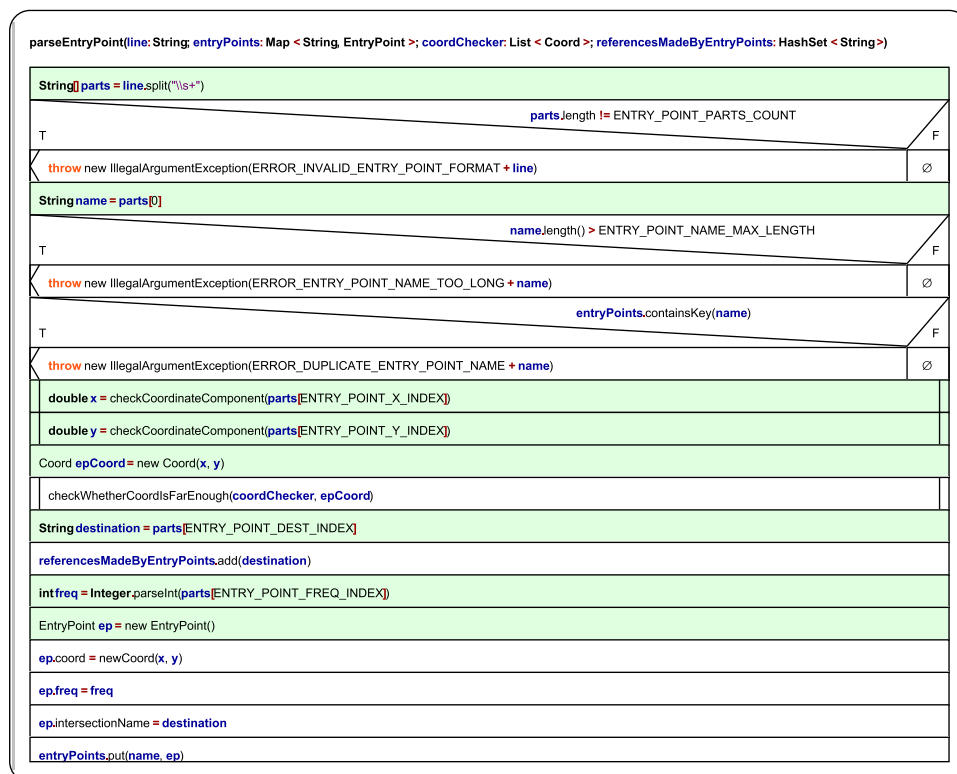 parseEntryPoint(line: String; entryPoints: Map < String, EntryPoint >; coordChecker: List < Coord >; referencesMadeByEntryPoints: HashSet < String >)
String[] parts = line.split("\\s+")
parts.length != ENTRY_POINT_PARTS_COUNT
T F
throw new IllegalArgumentException(ERROR_INVALID_ENTRY_POINT_FORMAT + line) ∅
String name = parts[0]
name.length() > ENTRY_POINT_NAME_MAX_LENGTH
T F
throw new IllegalArgumentException(ERROR_ENTRY_POINT_NAME_TOO_LONG + name) ∅
entryPoints.containsKey(name)
T F
throw new IllegalArgumentException(ERROR_DUPLICATE_ENTRY_POINT_NAME + name) ∅
double x = checkCoordinateComponent(parts[ENTRY_POINT_X_INDEX])
double y = checkCoordinateComponent(parts[ENTRY_POINT_Y_INDEX])
Coord epCoord = new Coord(x, y)
checkWhetherCoordIsFarEnough(coordChecker, epCoord)
String destination = parts[ENTRY_POINT_DEST_INDEX]
referencesMadeByEntryPoints.add(destination)
int freq = Integer.parseInt(parts[ENTRY_POINT_FREQ_INDEX])
EntryPoint ep = new EntryPoint()
ep.coord = newCoord(x, y)
ep.freq = freq
ep.intersectionName = destination
entryPoints.put(name, ep)